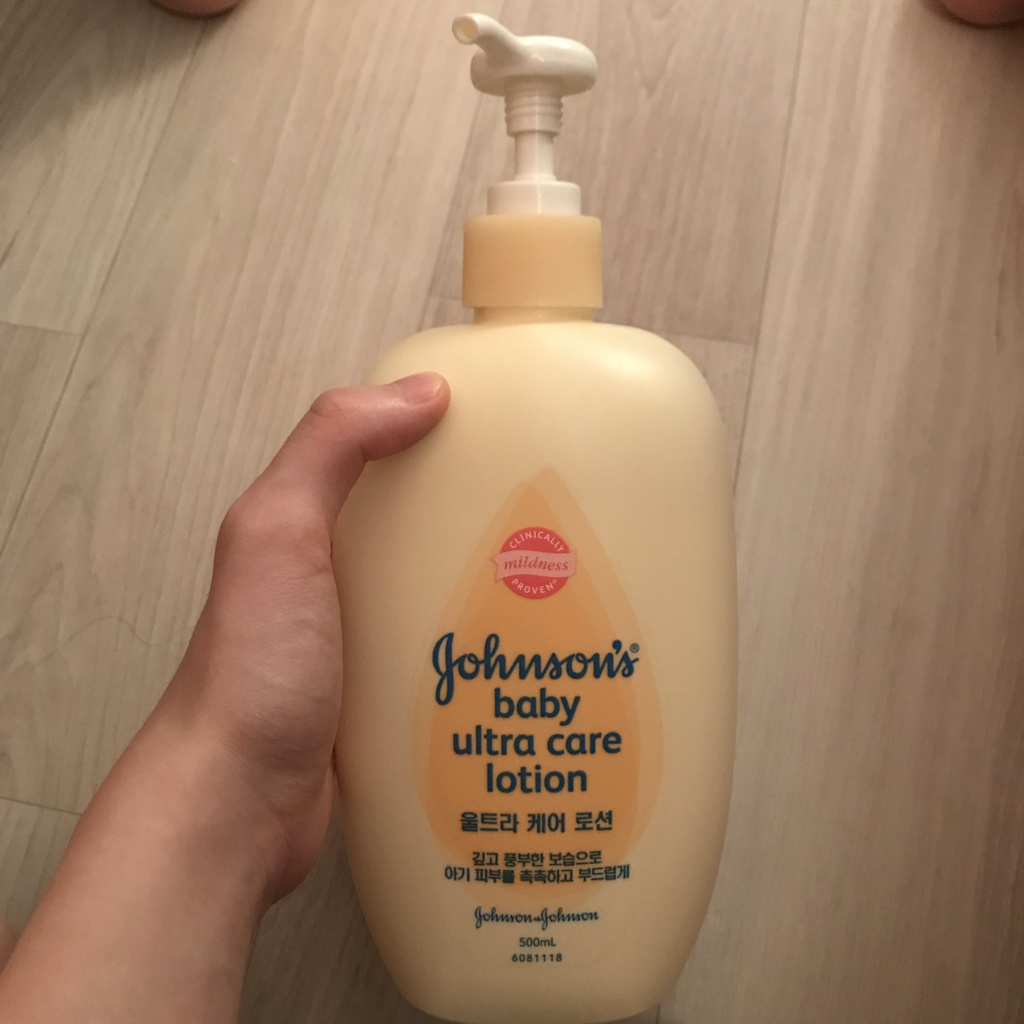 CLINICALLY
mildness
PROVEN®
Johnson's®
baby
ultra care
lotion
울트라 케어 로션
깊고 풍부한 보습으로
아기 피부를 촉촉하고 부드럽게
Johnson&Johnson
500mL
6081118